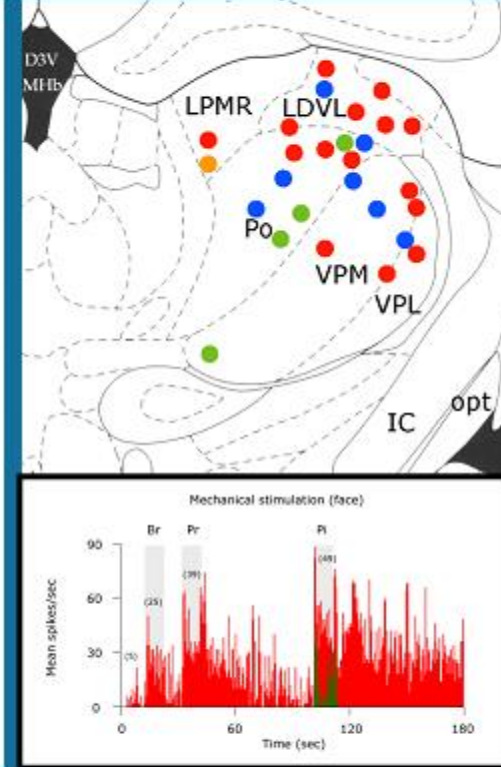 D3V
MHb
LPMR
LDVL
Po
VPM
VPL
IC
opt
Mechanical stimulation (face)
Br Pr Pi
90
60
30
0
(5)
(25)
(39)
(49)
Mean spikes/sec
0 60 120 180
Time (sec)